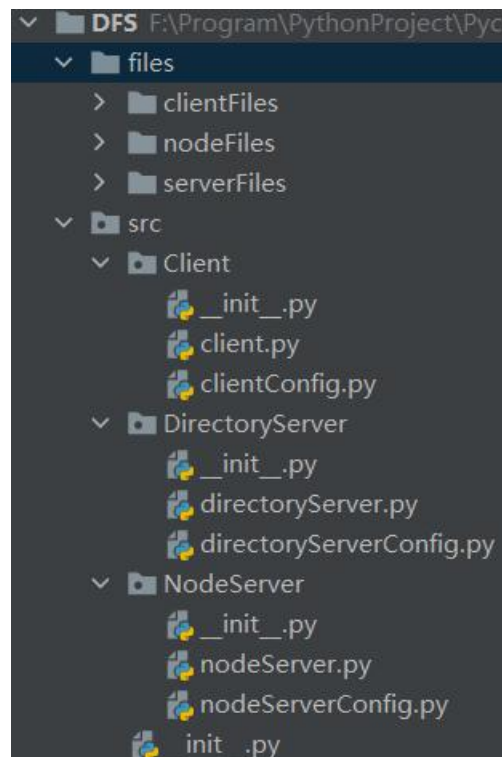 DFS F:\Program\PythonProject\Pyc
files
clientFiles
nodeFiles
serverFiles
src
Client
__init__.py
client.py
clientConfig.py
DirectoryServer
__init__.py
directoryServer.py
directoryServerConfig.py
NodeServer
__init__.py
nodeServer.py
nodeServerConfig.py
__init__.py